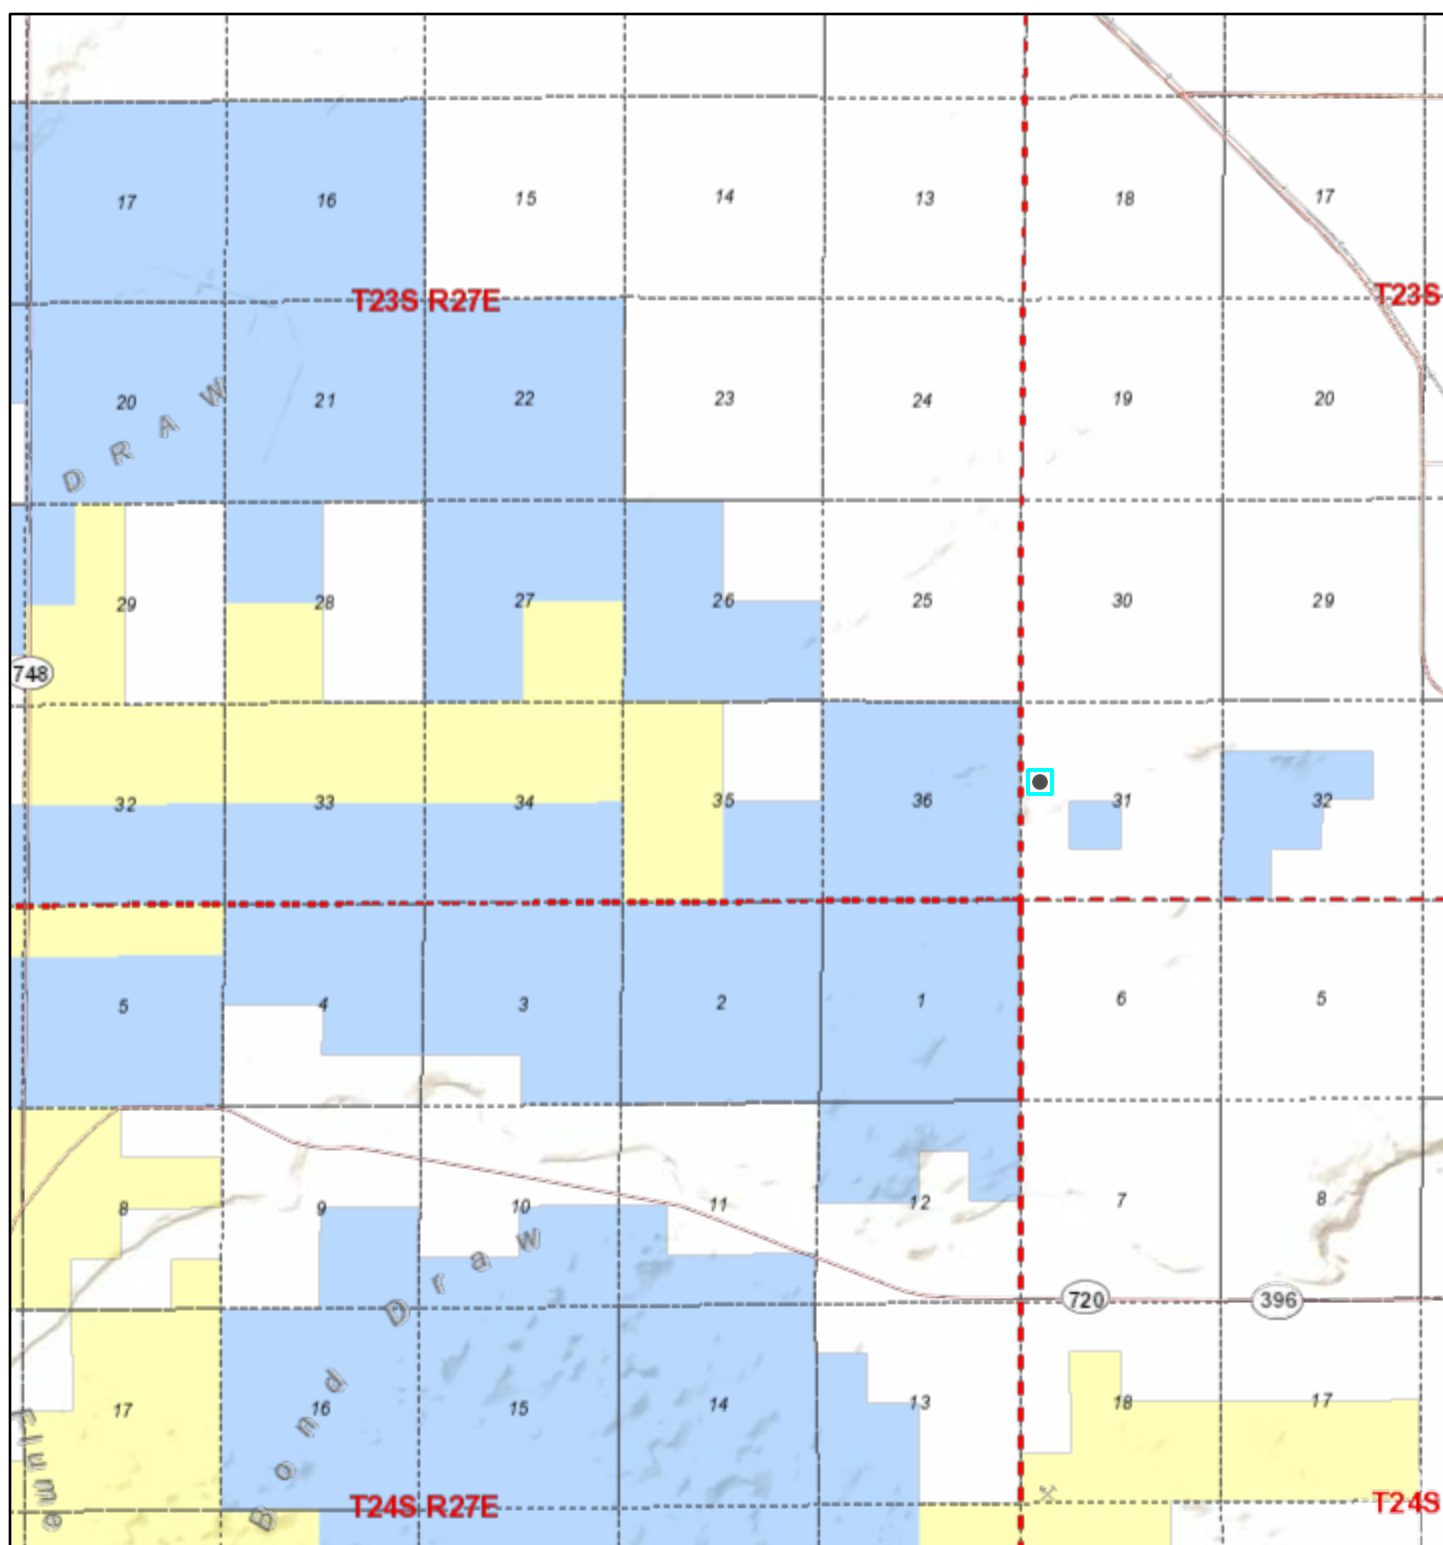 17 16 15 14 13 18 17
T23S R27E T23S
20 21 22 23 24 19 20
DRAW
29 28 27 26 25 30 29
748
32 33 34 35 36 31 32
5 4 3 2 1 6 5
8 9 10 11 12 7 8
Draw
720 396
17 16 15 14 13 18 17
Bond
Flume
T24S R27E T24S